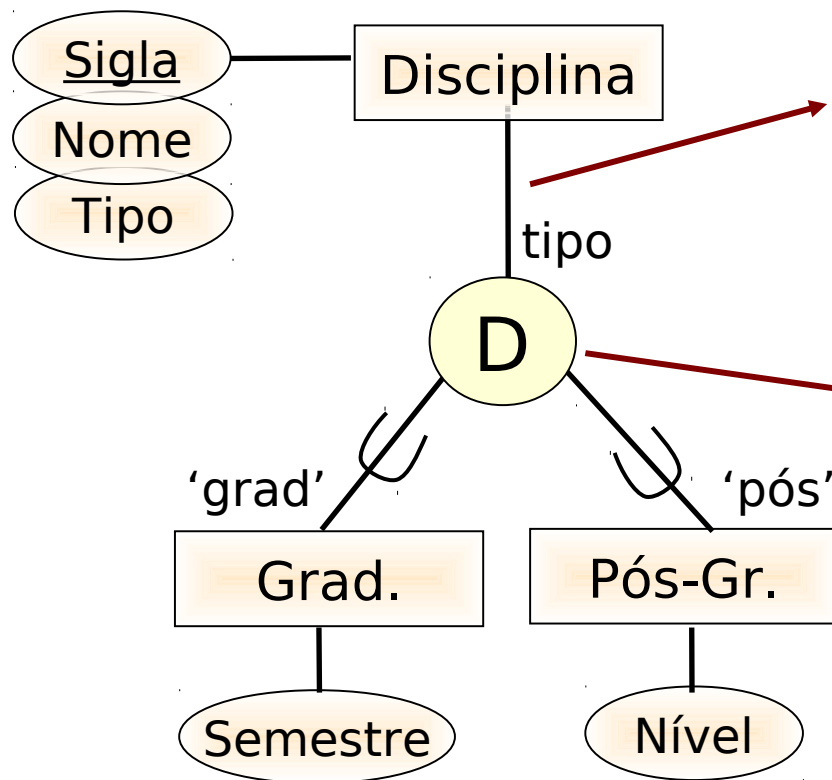 Sigla
Disciplina
Nome
Tipo
tipo
D
‘grad’
‘pós’
Grad.
Pós-Gr.
Semestre
Nível